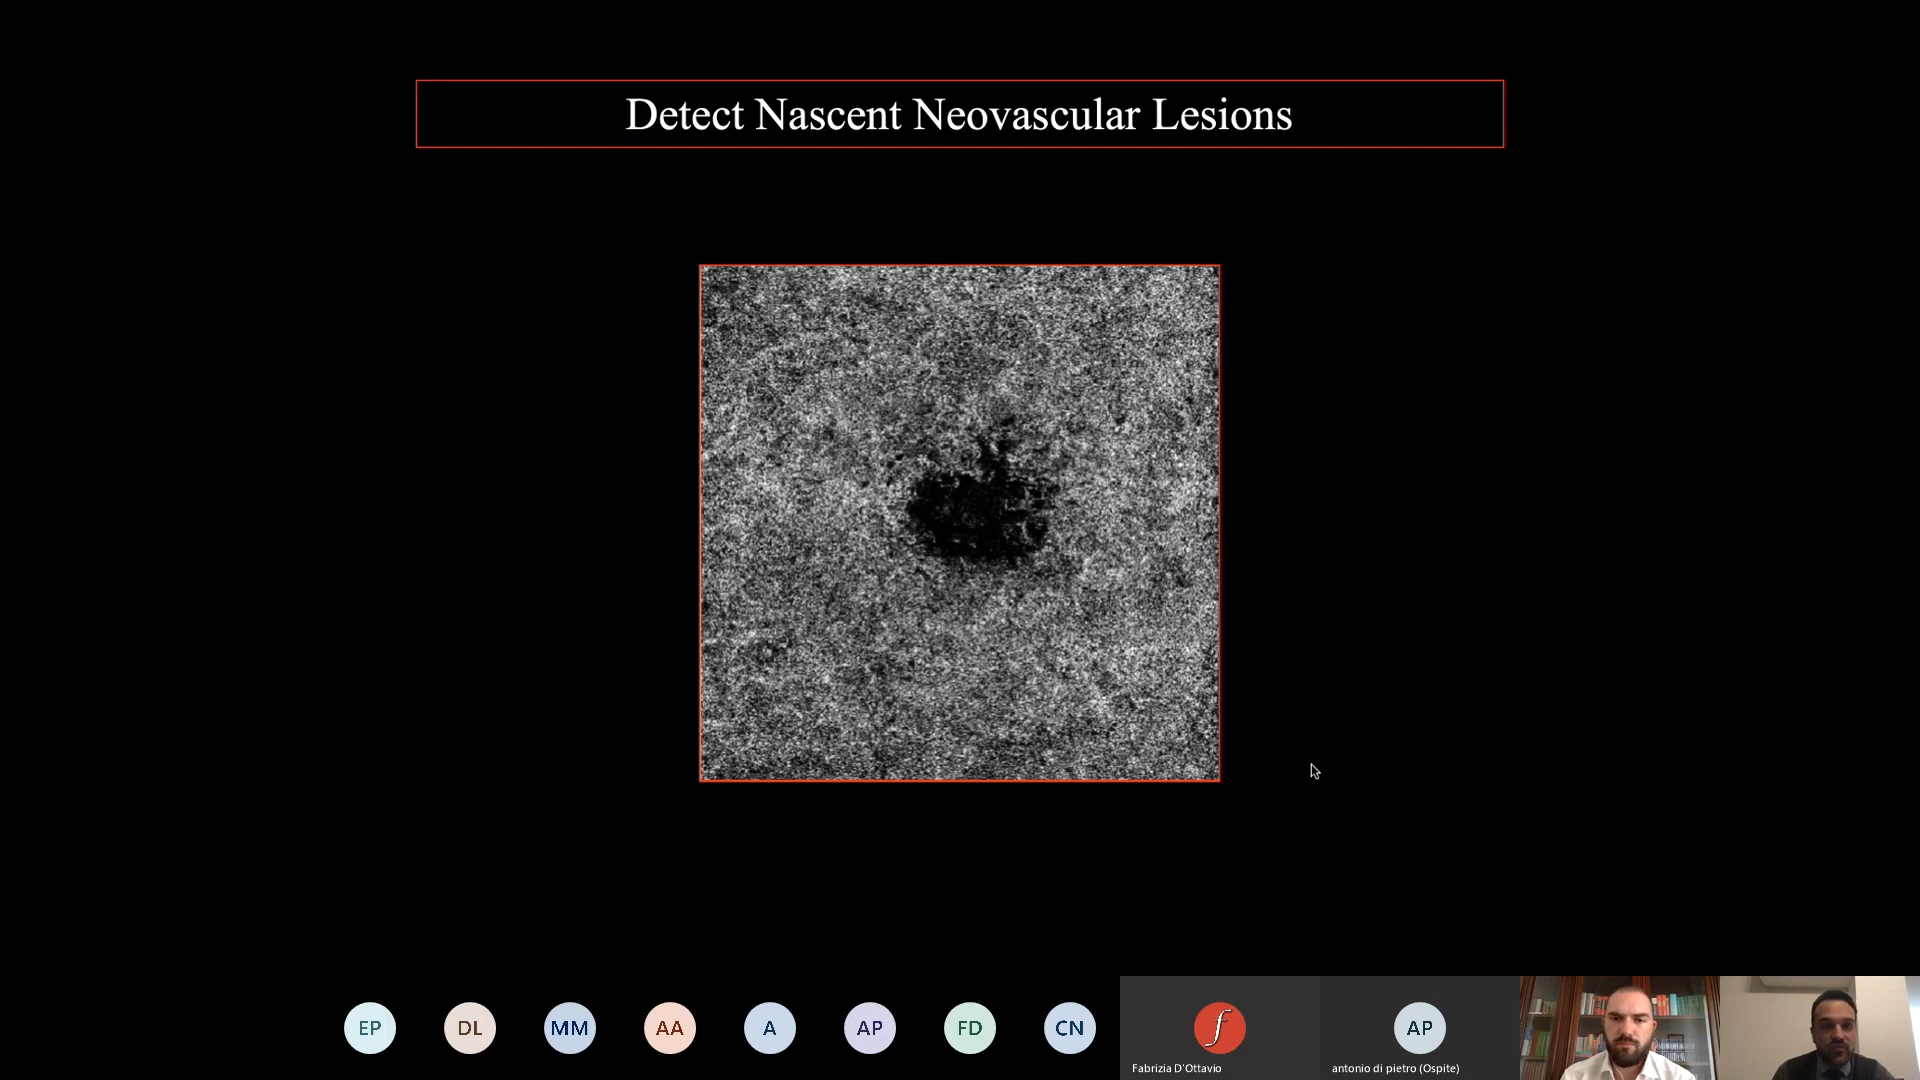 Detect Nascent Neovascular Lesions
EP
DL
MM
AA
A
AP
FD
CN
f
AP
Fabrizia D'Ottavio
antonio di pietro (Ospite)